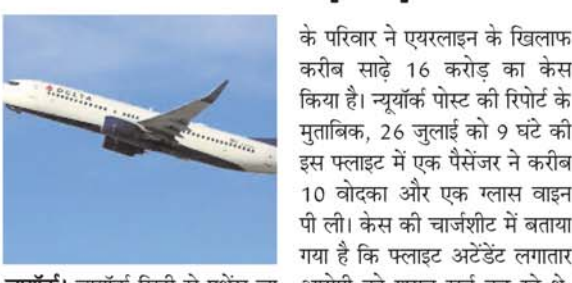 DELTA
के परिवार ने एयरलाइन के खिलाफ
करीब साढ़े 16 करोड़ का केस
किया है। न्यूयॉर्क पोस्ट की रिपोर्ट के
मुताबिक, 26 जुलाई को 9 घंटे की
इस फ्लाइट में एक पैसेंजर ने करीब
10 वोदका और एक ग्लास वाइन
पी ली। केस की चार्जशीट में बताया
गया है कि फ्लाइट अटेंडेंट लगातार